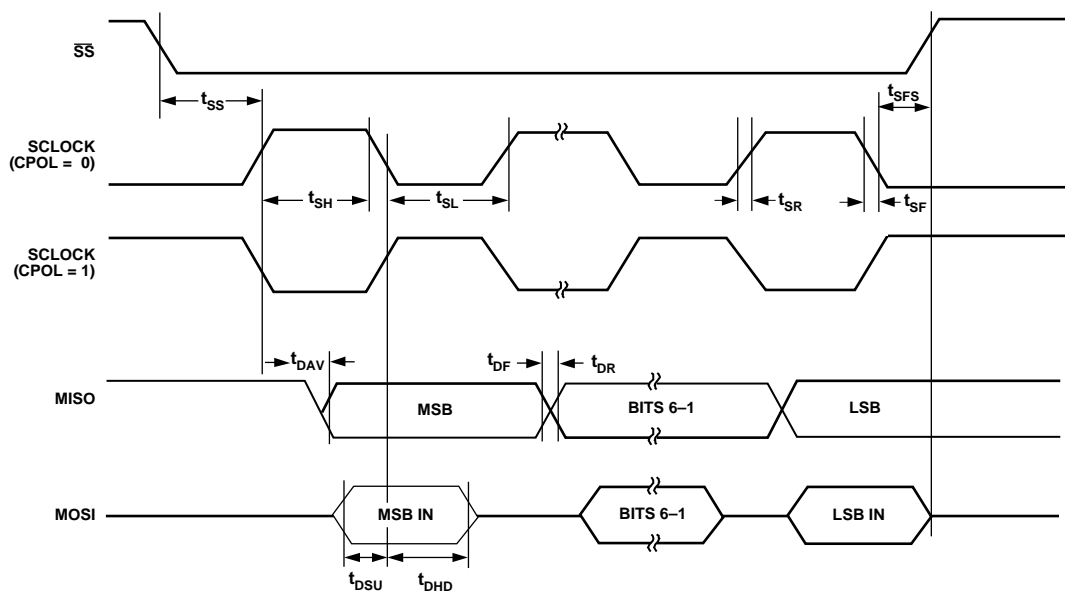 SS
tSS
tSFS
SCLOCK
(CPOL = 0)
tSH
tSL
tSR
tSF
SCLOCK
(CPOL = 1)
tDAV
tDF
tDR
MISO
MSB
BITS 6–1
LSB
MOSI
MSB IN
BITS 6–1
LSB IN
tDSU
tDHD